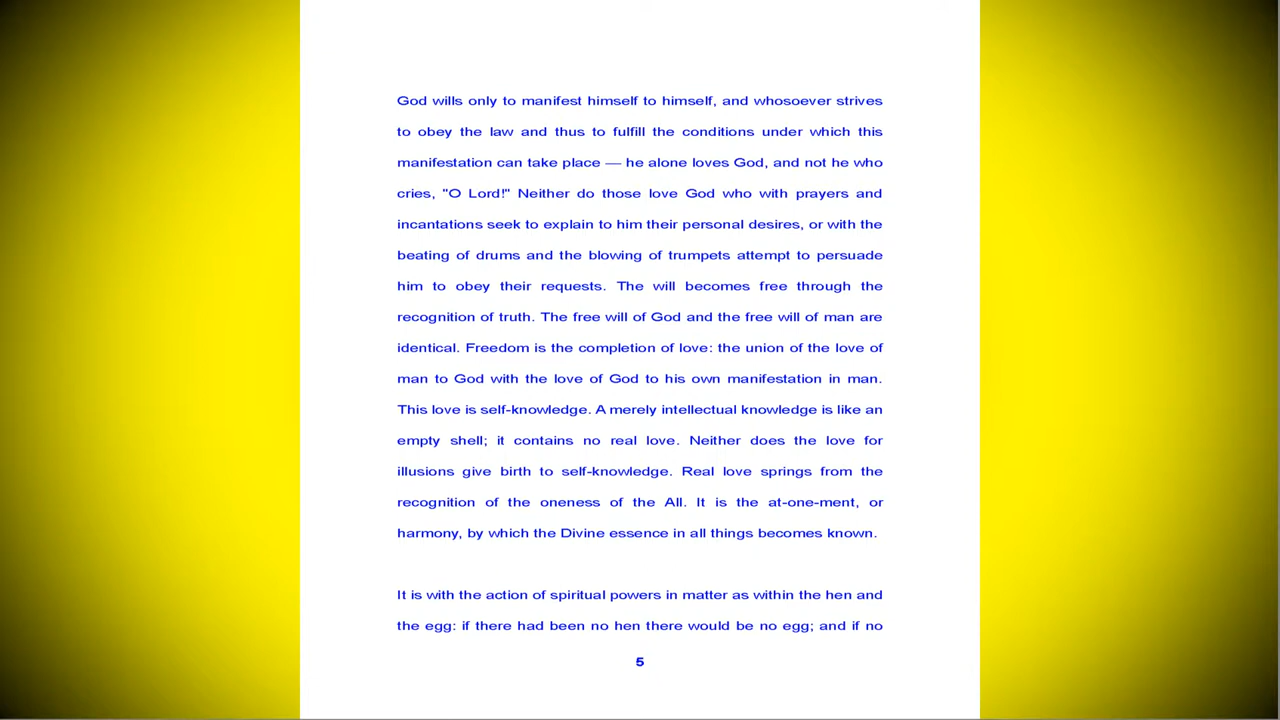 God wills only to manifest himself to himself, and whosoever strives
to obey the law and thus to fulfill the conditions under which this
manifestation can take place — he alone loves God, and not he who
cries, "O Lord!" Neither do those love God who with prayers and
incantations seek to explain to him their personal desires, or with the
beating of drums and the blowing of trumpets attempt to persuade
him to obey their requests. The will becomes free through the
recognition of truth. The free will of God and the free will of man are
identical. Freedom is the completion of love: the union of the love of
man to God with the love of God to his own manifestation in man.
This love is self-knowledge. A merely intellectual knowledge is like an
empty shell; it contains no real love. Neither does the love for
illusions give birth to self-knowledge. Real love springs from the
recognition of the oneness of the All. It is the at-one-ment, or
harmony, by which the Divine essence in all things becomes known.
It is with the action of spiritual powers in matter as within the hen and
the egg: if there had been no hen there would be no egg; and if no
5